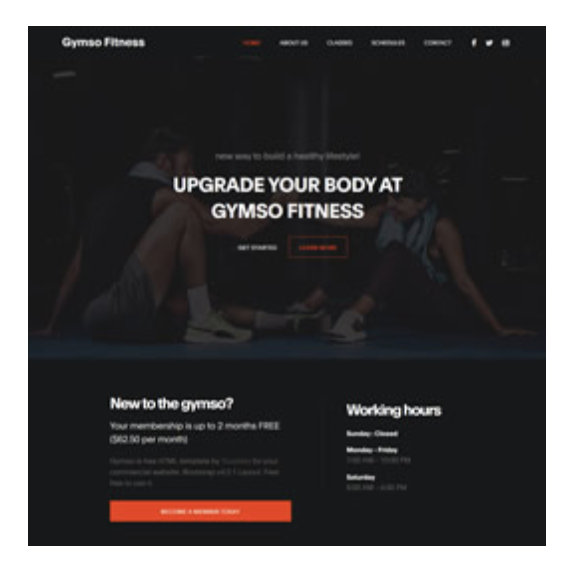 Gymso Fitness
HOME ABOUT US CLASSES SCHEDULES CONTACT
new way to build a healthy lifestyle!
UPGRADE YOUR BODY AT
GYMSO FITNESS
GET STARTED LEARN MORE
New to the gymso?
Your membership is up to 2 months FREE
($62.50 per month)
Gymso is free HTML template by for your
commercial website. Bootstrap v4.2.1 Layout. Feel
free to use it.
BECOME A MEMBER TODAY
Working hours
Sunday : Closed
Monday - Friday
7:00 AM - 10:00 PM
Saturday
6:00 AM - 4:00 PM